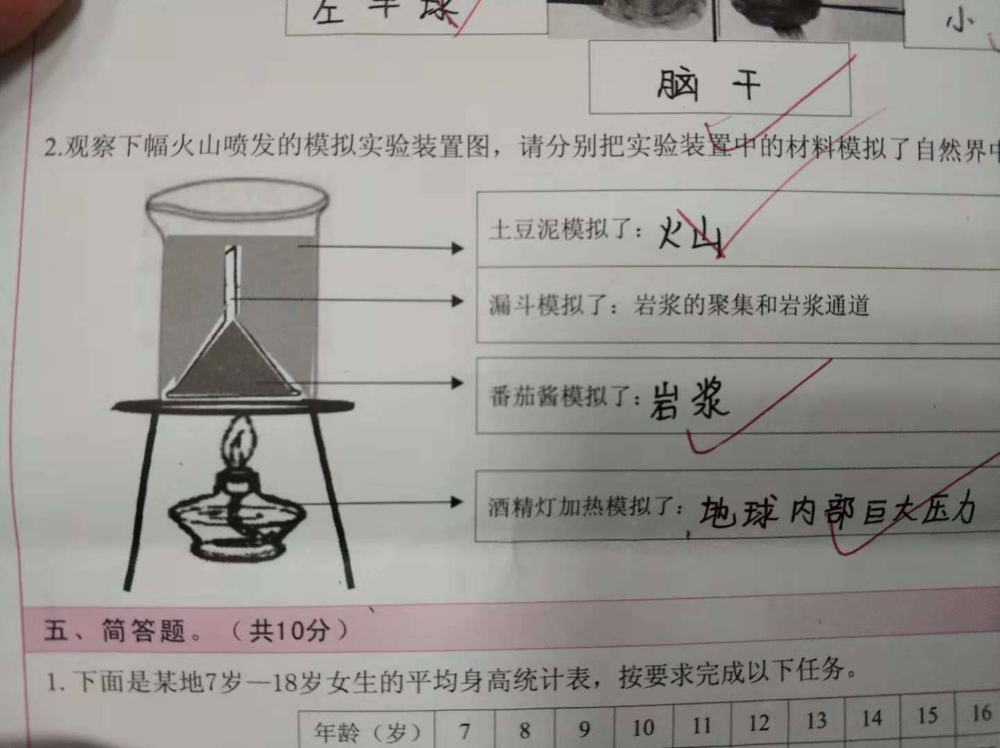 左半球
小
脑干
2.观察下幅火山喷发的模拟实验装置图，请分别把实验装置中的材料模拟了自然界中
土豆泥模拟了：火山
漏斗模拟了：岩浆的聚集和岩浆通道
番茄酱模拟了：岩浆
酒精灯加热模拟了：地球内部巨大压力
五、简答题。（共10分）
1. 下面是某地7岁—18岁女生的平均身高统计表，按要求完成以下任务。
年龄（岁） 7 8 9 10 11 12 13 14 15 16